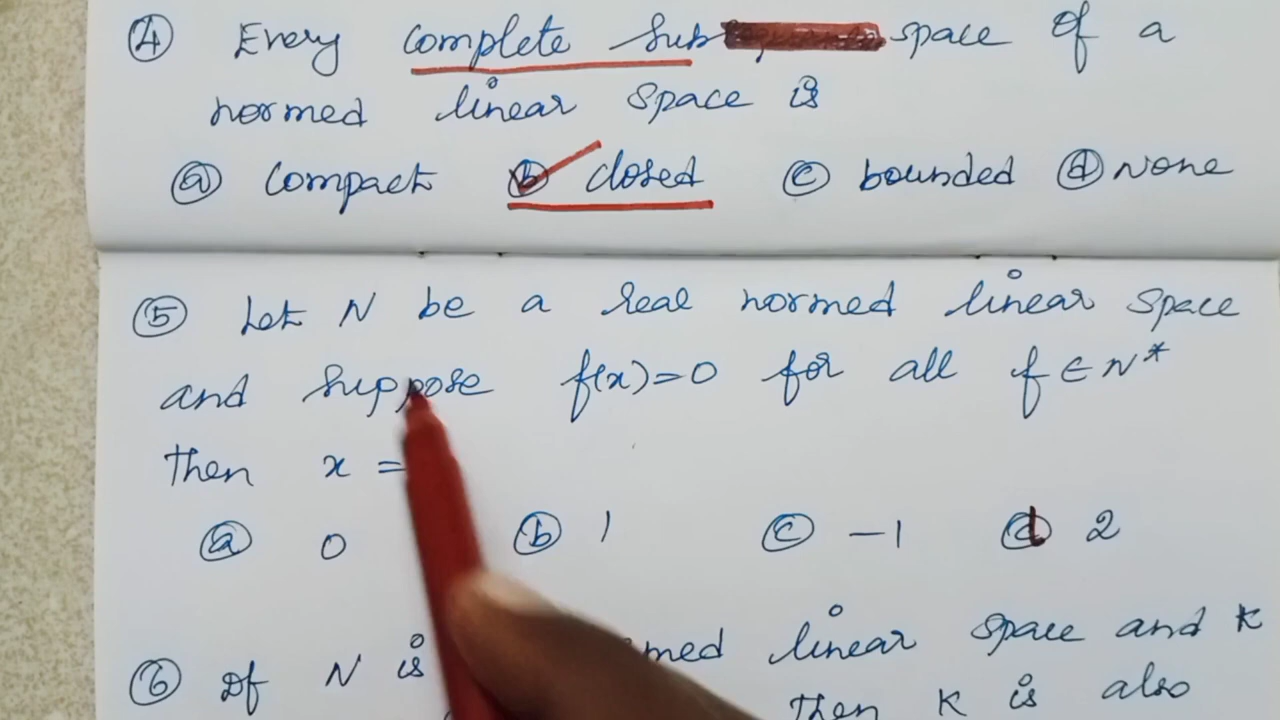 ④ Every complete sub space of a
normed linear space is
ⓐ compact ⓑ closed ⓒ bounded ⓓ None
⑤ Let N be a real normed linear space
and suppose f(x)=0 for all f ∈ N*
then x =
ⓐ 0 ⓑ 1 ⓒ -1 ⓓ 2
⑥ If N is linear space and K
Then K is also